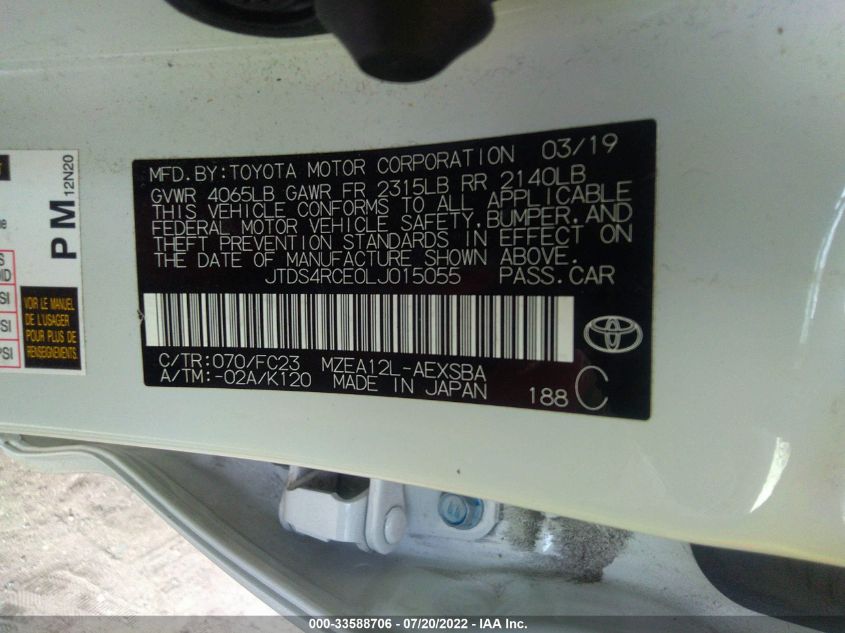 MFD.BY:TOYOTA MOTOR CORPORATION 03/19
GVWR 4065LB GAWR FR 2315LB RR 2140LB
THIS VEHICLE CONFORMS TO ALL APPLICABLE
FEDERAL MOTOR VEHICLE SAFETY,BUMPER,AND
THEFT PREVENTION STANDARDS IN EFFECT ON
THE DATE OF MANUFACTURE SHOWN ABOVE.
JTDS4RCE0LJ015055 PASS.CAR
C/TR:070/FC23 MZEA12L-AEXSBA
A/TM:-02A/K120 MADE IN JAPAN
188 C
PM 12N20
VOIR LE MANUEL
DE L'USAGER
POUR PLUS DE
RENSEIGNEMENTS.
000-33588706 - 07/20/2022 - IAA Inc.